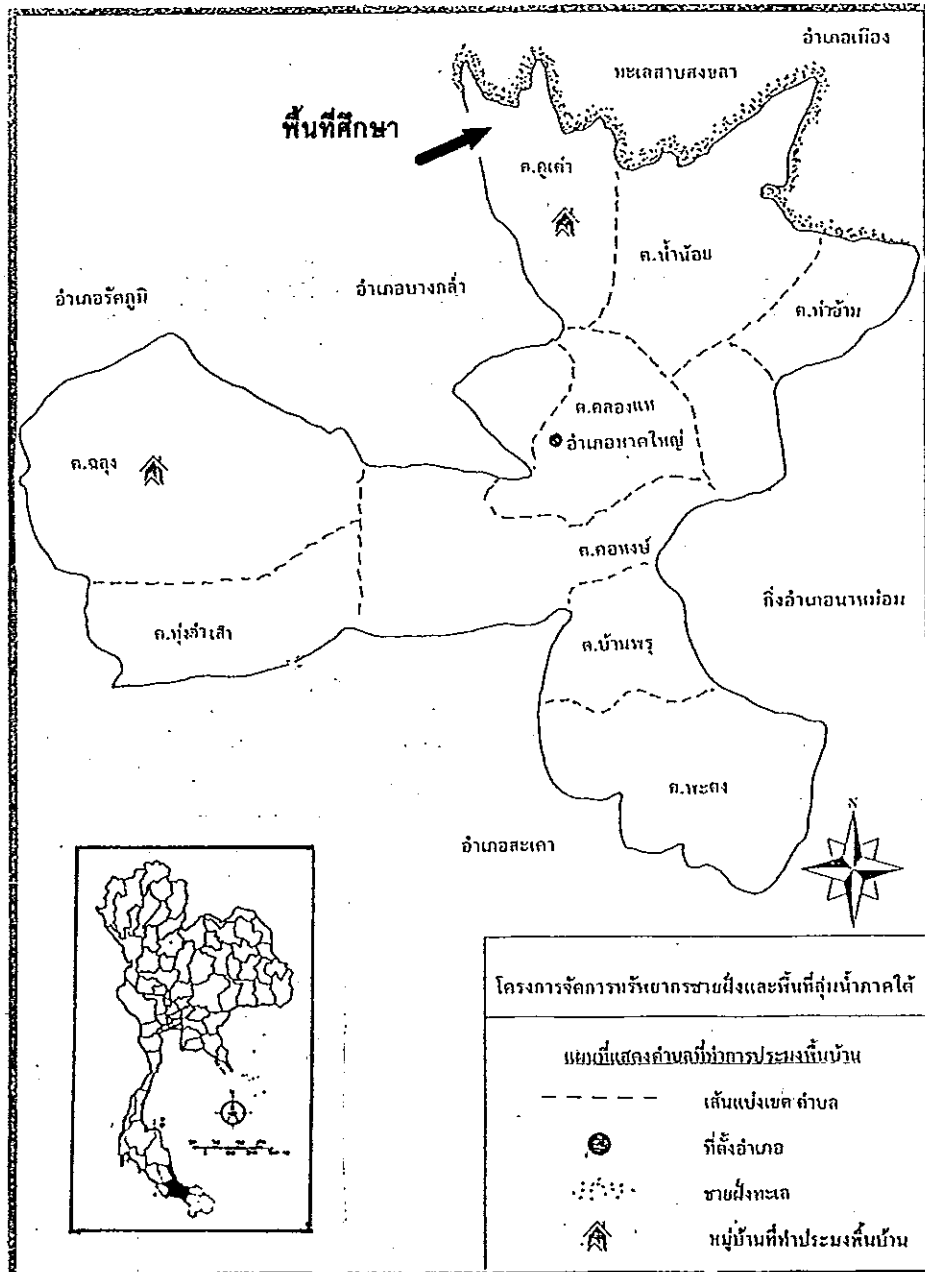 อำเภอเมือง
ทะเลสาบสงขลา
พื้นที่ศึกษา
ต.คูเต่า
ต.น้ำน้อย
อำเภอบางกล่ำ
อำเภอรัตภูมิ
ต.ท่าข้าม
ต.คลองแห
อำเภอหาดใหญ่
ต.ฉลุง
ต.คอหงษ์
กิ่งอำเภอนาหม่อม
ต.ทุ่งตำเสา
ต.บ้านพรุ
ต.พะตง
อำเภอสะเดา
N
โครงการจัดการทรัพยากรชายฝั่งและพื้นที่ลุ่มน้ำภาคใต้
แผนที่แสดงตำบลที่ทำการประมงพื้นบ้าน
เส้นแบ่งเขตตำบล
ที่ตั้งอำเภอ
ชายฝั่งทะเล
หมู่บ้านที่ทำประมงพื้นบ้าน